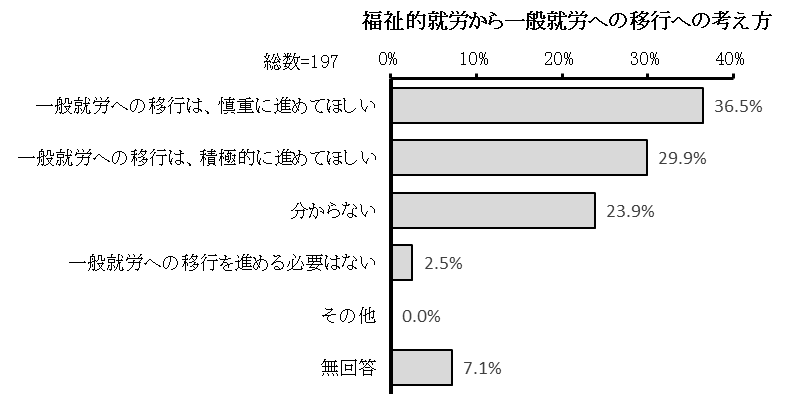 福祉的就労から一般就労への移行への考え方
総数=197
0% 10% 20% 30% 40%
一般就労への移行は、慎重に進めてほしい 36.5%
一般就労への移行は、積極的に進めてほしい 29.9%
分からない 23.9%
一般就労への移行を進める必要はない 2.5%
その他 0.0%
無回答 7.1%